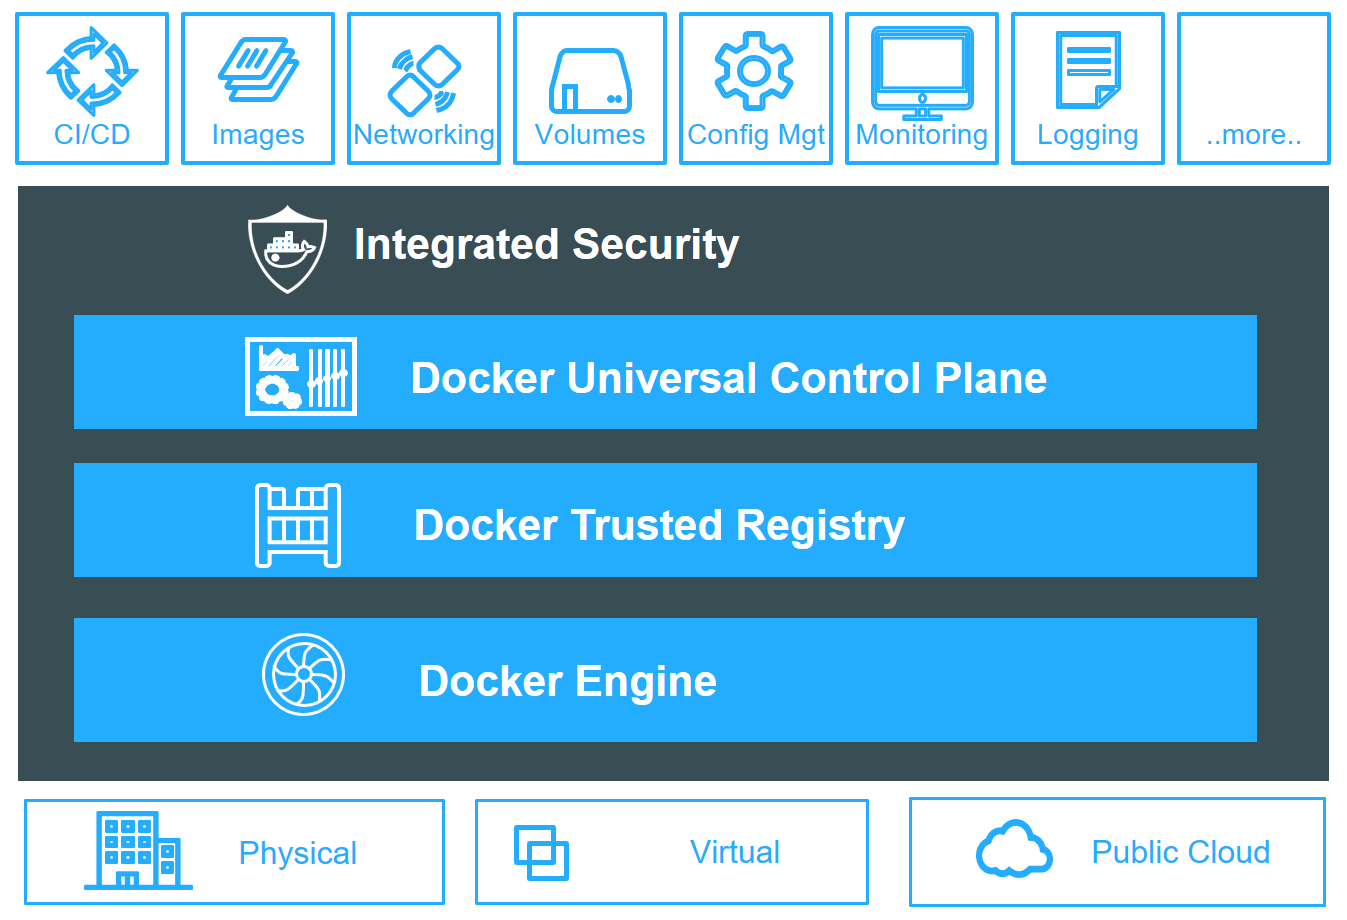 CI/CD
Images
Networking
Volumes
Config Mgt
Monitoring
Logging
..more..
Integrated Security
Docker Universal Control Plane
Docker Trusted Registry
Docker Engine
Physical
Virtual
Public Cloud